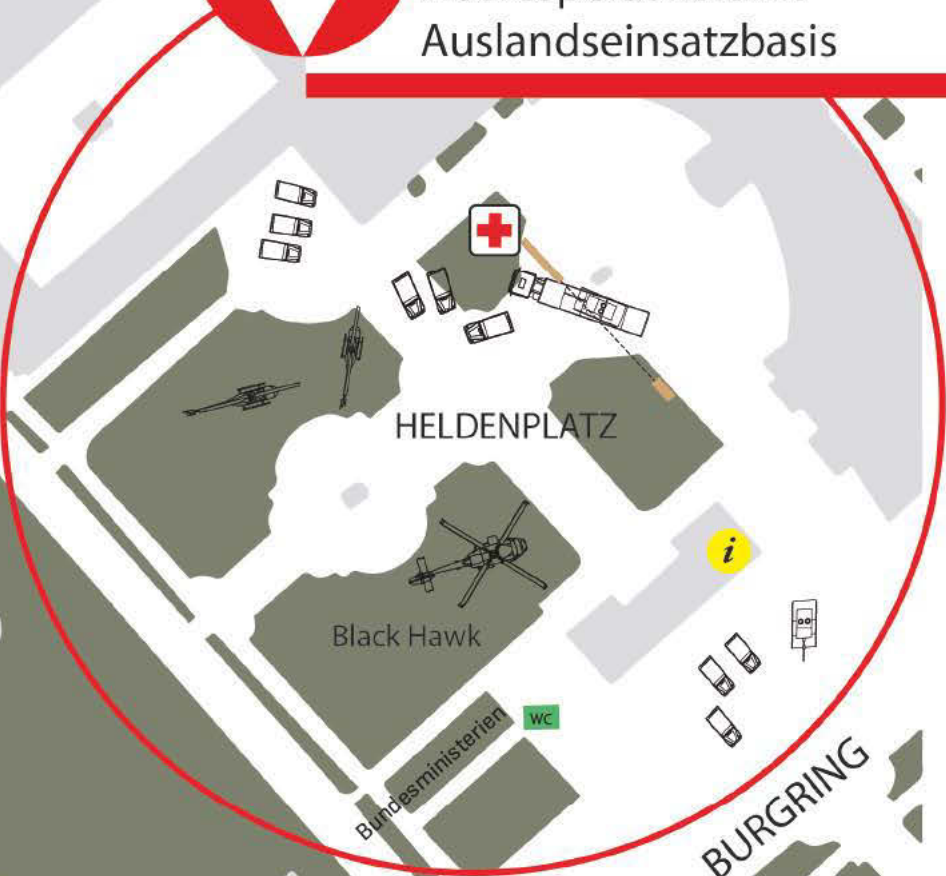 Auslandseinsatzbasis
HELDENPLATZ
i
Black Hawk
WC
Bundesministerien
BURGRING